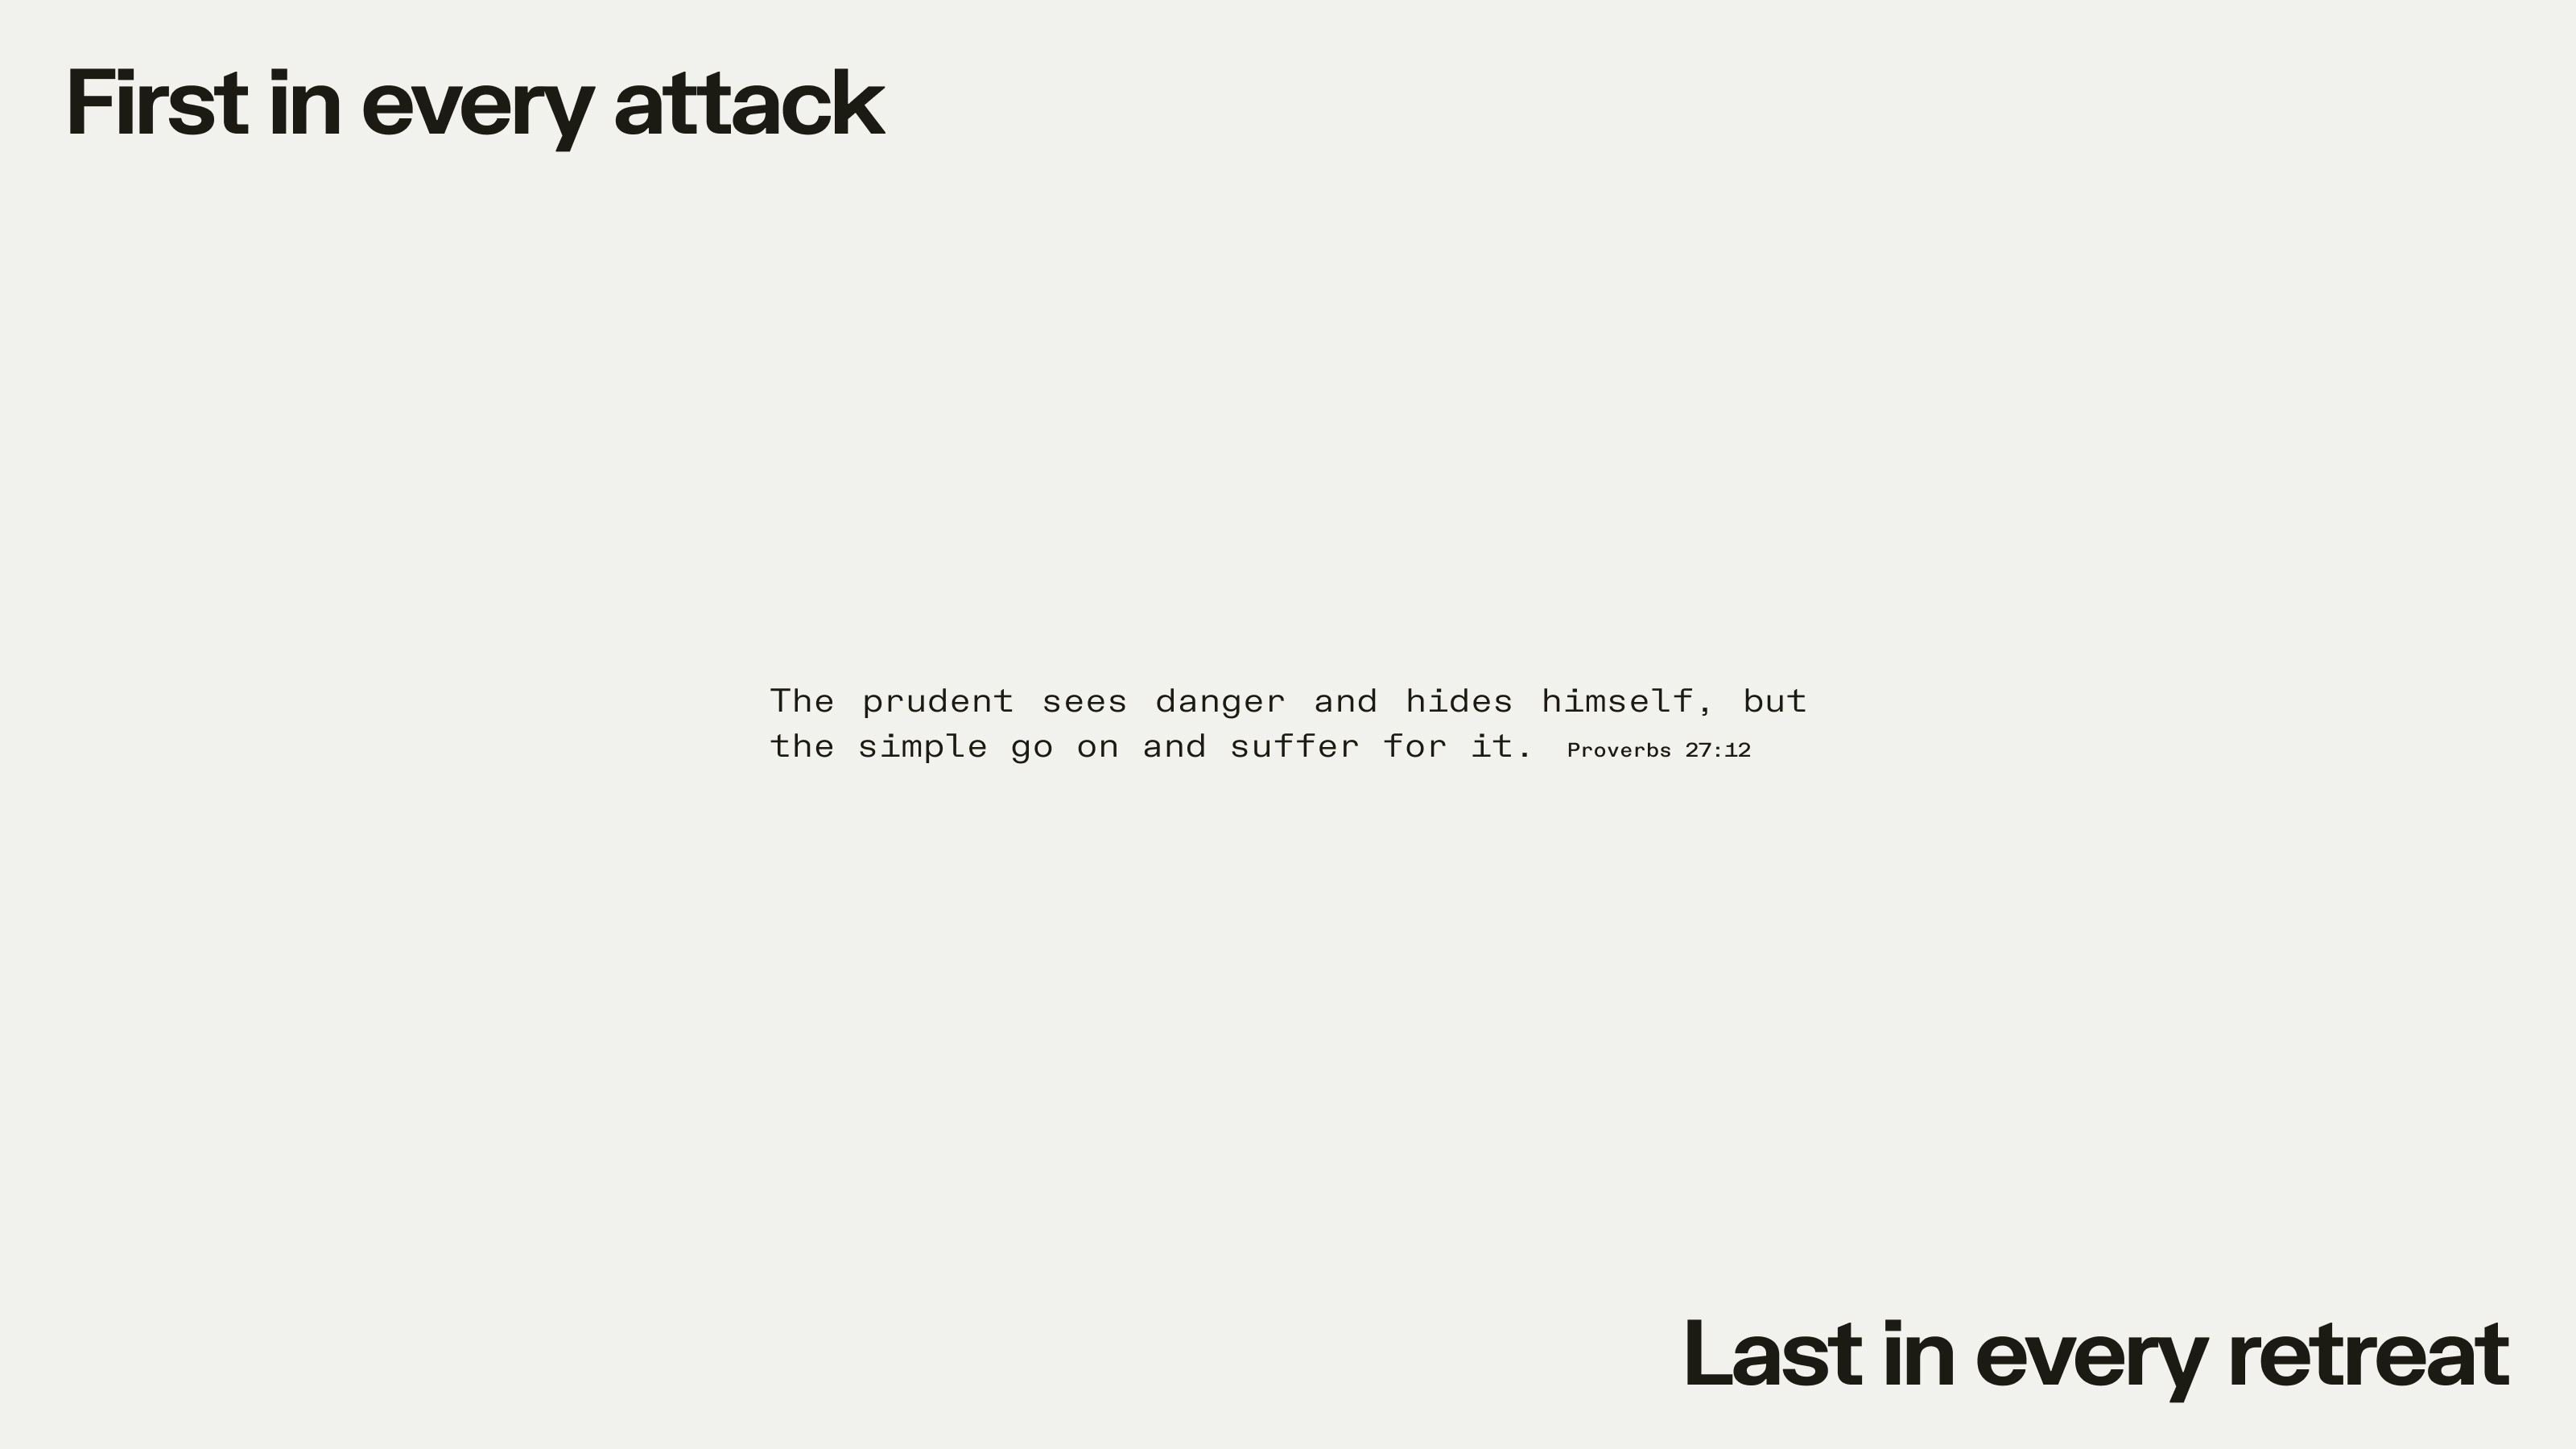 First in every attack
The prudent sees danger and hides himself, but
the simple go on and suffer for it. Proverbs 27:12
Last in every retreat